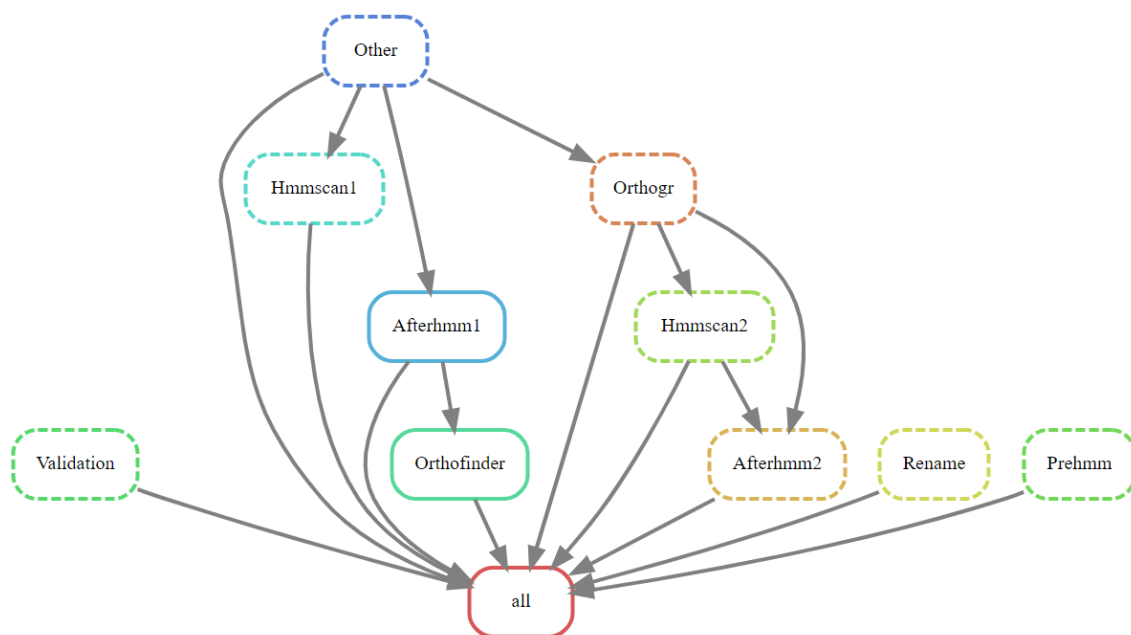 Other
Hmmscan1
Orthogr
Afterhmm1
Hmmscan2
Validation
Orthofinder
Afterhmm2
Rename
Prehmm
all